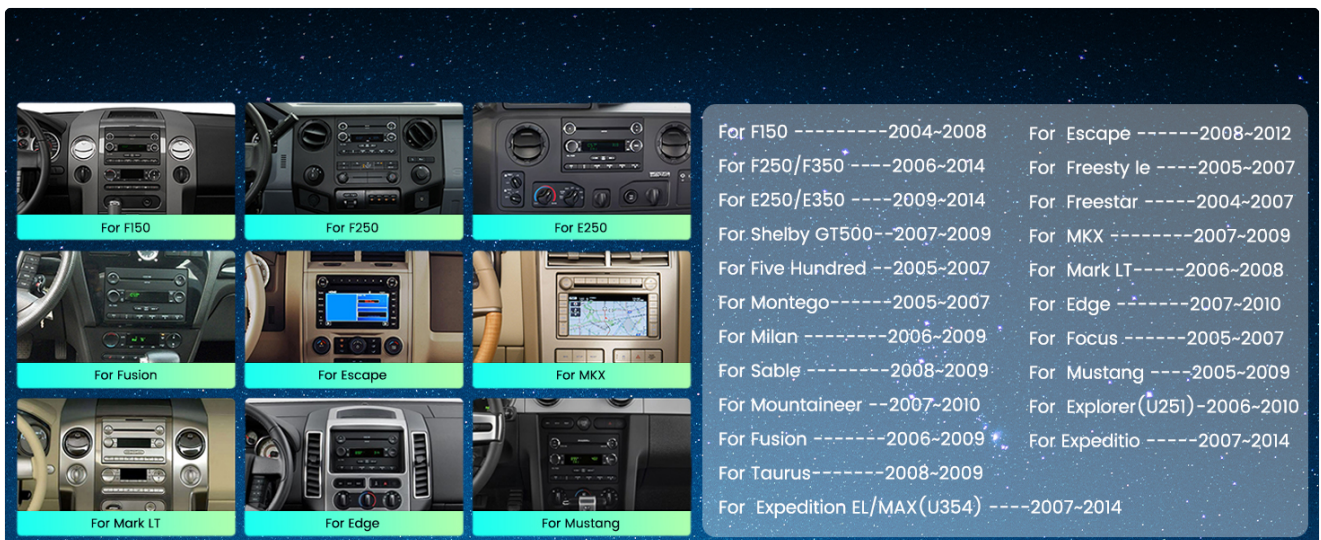 For F150
For F250
For E250
For Fusion
For Escape
For MKX
For Mark LT
For Edge
For Mustang
For F150 ---------2004~2008
For F250/F350 ----2006~2014
For E250/E350 ----2009~2014
For Shelby GT500--2007~2009
For Five Hundred --2005~2007
For Montego------2005~2007
For Milan ---------2006~2009
For Sable --------2008~2009
For Mountaineer --2007~2010
For Fusion -------2006~2009
For Taurus-------2008~2009
For Expedition EL/MAX(U354) ----2007~2014
For Escape ------2008~2012
For Freesty le ----2005~2007
For Freestar -----2004~2007
For MKX --------2007~2009
For Mark LT-----2006~2008
For Edge -------2007~2010
For Focus ------2005~2007
For Mustang ----2005~2009
For Explorer(U251)-2006~2010
For Expeditio -----2007~2014